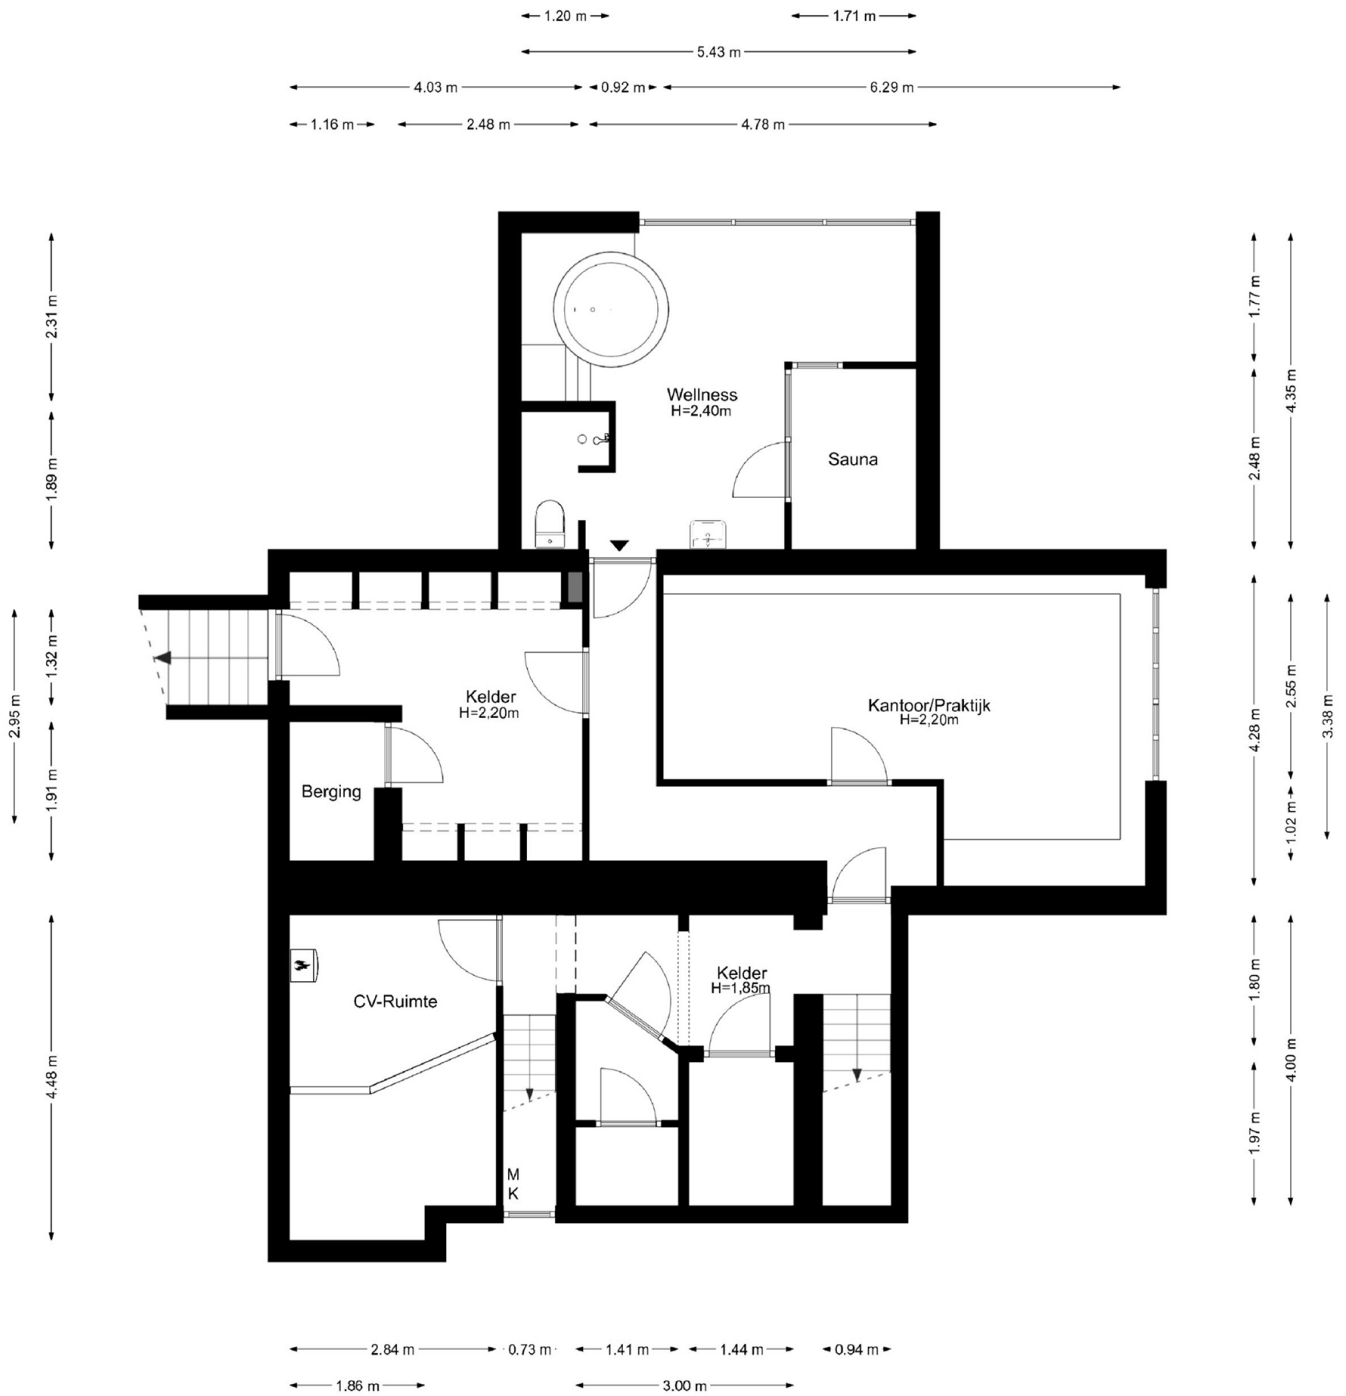 1.20 m
1.71 m
5.43 m
4.03 m
0.92 m
6.29 m
1.16 m
2.48 m
4.78 m
2.31 m
1.77 m
4.35 m
Wellness
H=2,40m
Sauna
1.89 m
2.48 m
1.32 m
2.95 m
Kelder
H=2,20m
Kantoor/Praktijk
H=2,20m
2.55 m
3.38 m
4.28 m
1.91 m
Berging
1.02 m
Kelder
H=1,85m
CV-Ruimte
1.80 m
4.48 m
4.00 m
1.97 m
M
K
2.84 m
0.73 m
1.41 m
1.44 m
0.94 m
1.86 m
3.00 m